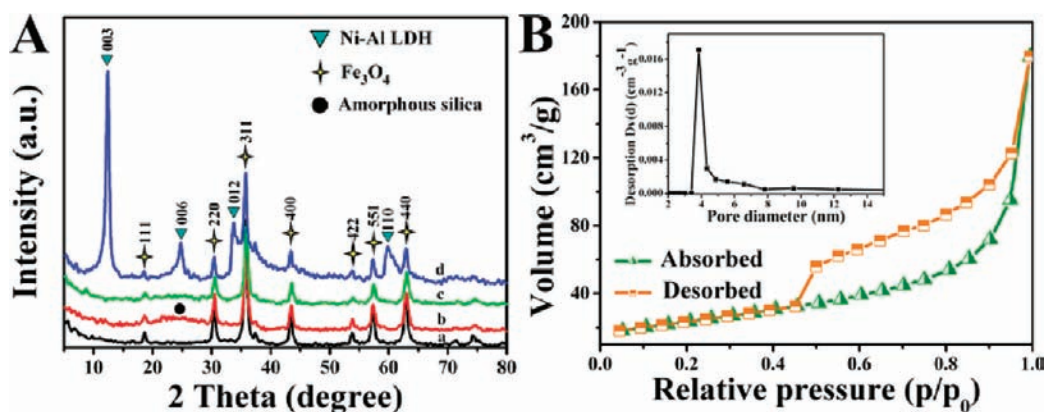 A
B
Intensity (a.u.)
003
Ni-Al LDH
Fe3O4
Amorphous silica
111
006
220
012
311
400
422
551
110
440
d
c
b
a
10 20 30 40 50 60 70 80
2 Theta (degree)
Volume (cm3/g)
200
160
120
80
40
Desorption Dv(d) (cm-3g-1)
0.016
0.012
0.008
0.004
0.000
2 4 6 8 10 12 14
Pore diameter (nm)
Absorbed
Desorbed
0.0 0.2 0.4 0.6 0.8 1.0
Relative pressure (p/p0)